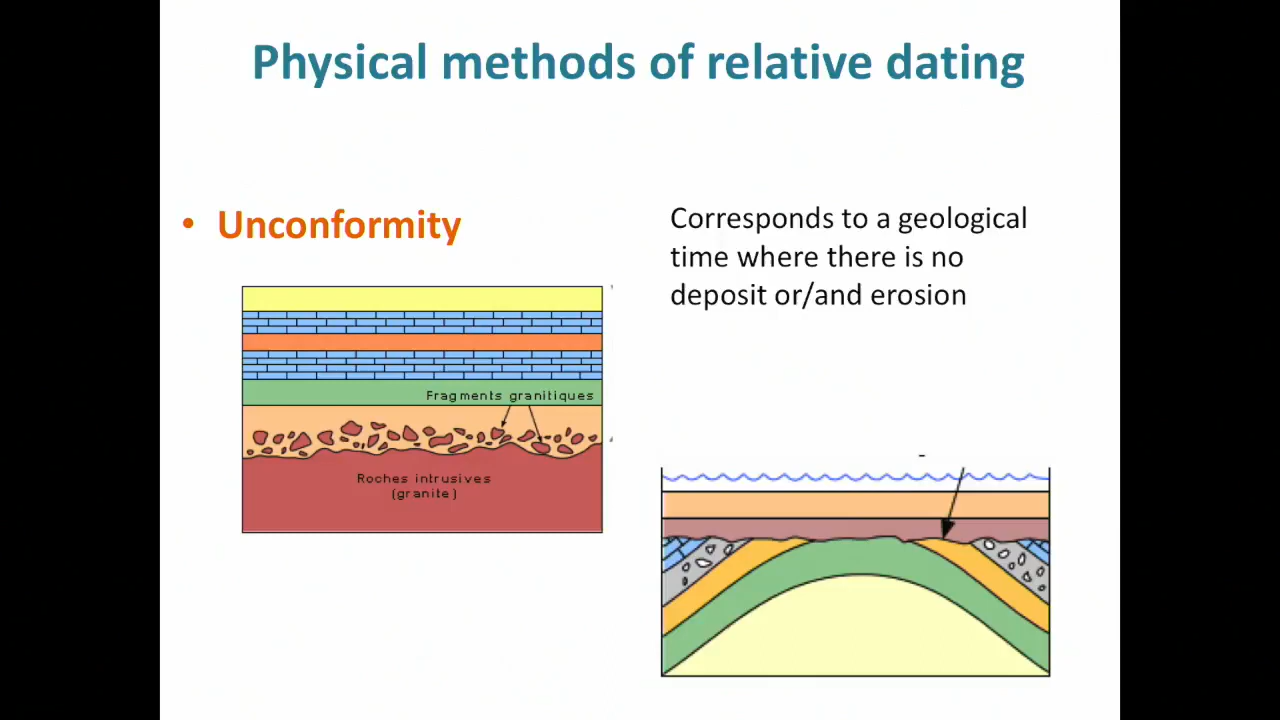 Physical methods of relative dating
• Unconformity
Corresponds to a geological
time where there is no
deposit or/and erosion
Fragments granitiques
Roches intrusives
(granite)